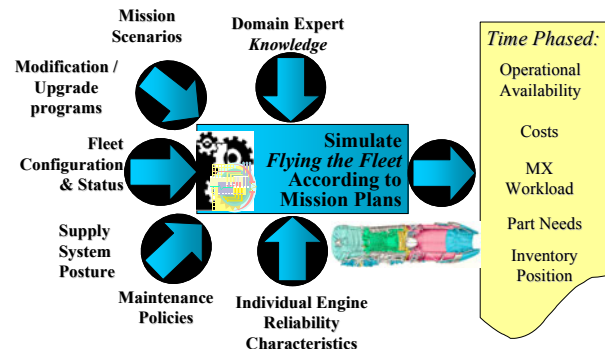 Mission
Scenarios
Domain Expert
Knowledge
Modification /
Upgrade
programs
Fleet
Configuration
& Status
Supply
System
Posture
Maintenance
Policies
Individual Engine
Reliability
Characteristics
Simulate
Flying the Fleet
According to
Mission Plans
Time Phased:
Operational
Availability
Costs
MX
Workload
Part Needs
Inventory
Position